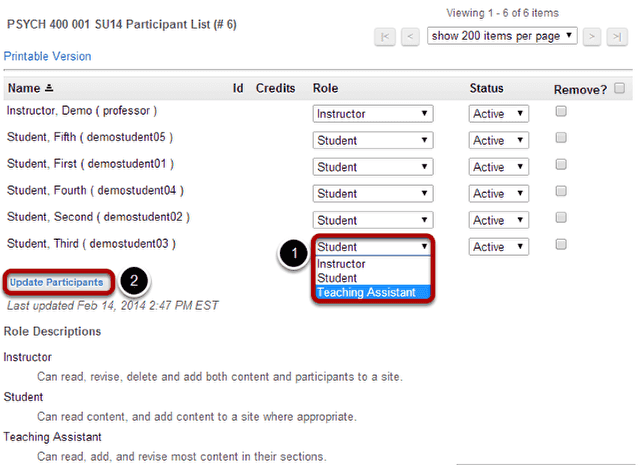 Viewing 1 - 6 of 6 items
PSYCH 400 001 SU14 Participant List (# 6)
|< < show 200 items per page > >|
Printable Version
Name Id Credits Role Status Remove?
Instructor, Demo ( professor ) Instructor Active
Student, Fifth ( demostudent05 ) Student Active
Student, First ( demostudent01 ) Student Active
Student, Fourth ( demostudent04 ) Student Active
Student, Second ( demostudent02 ) Student Active
Student, Third ( demostudent03 ) 1 Student Active
Instructor
Student
Teaching Assistant
Update Participants 2
Last updated Feb 14, 2014 2:47 PM EST
Role Descriptions
Instructor
Can read, revise, delete and add both content and participants to a site.
Student
Can read content, and add content to a site where appropriate.
Teaching Assistant
Can read, add, and revise most content in their sections.